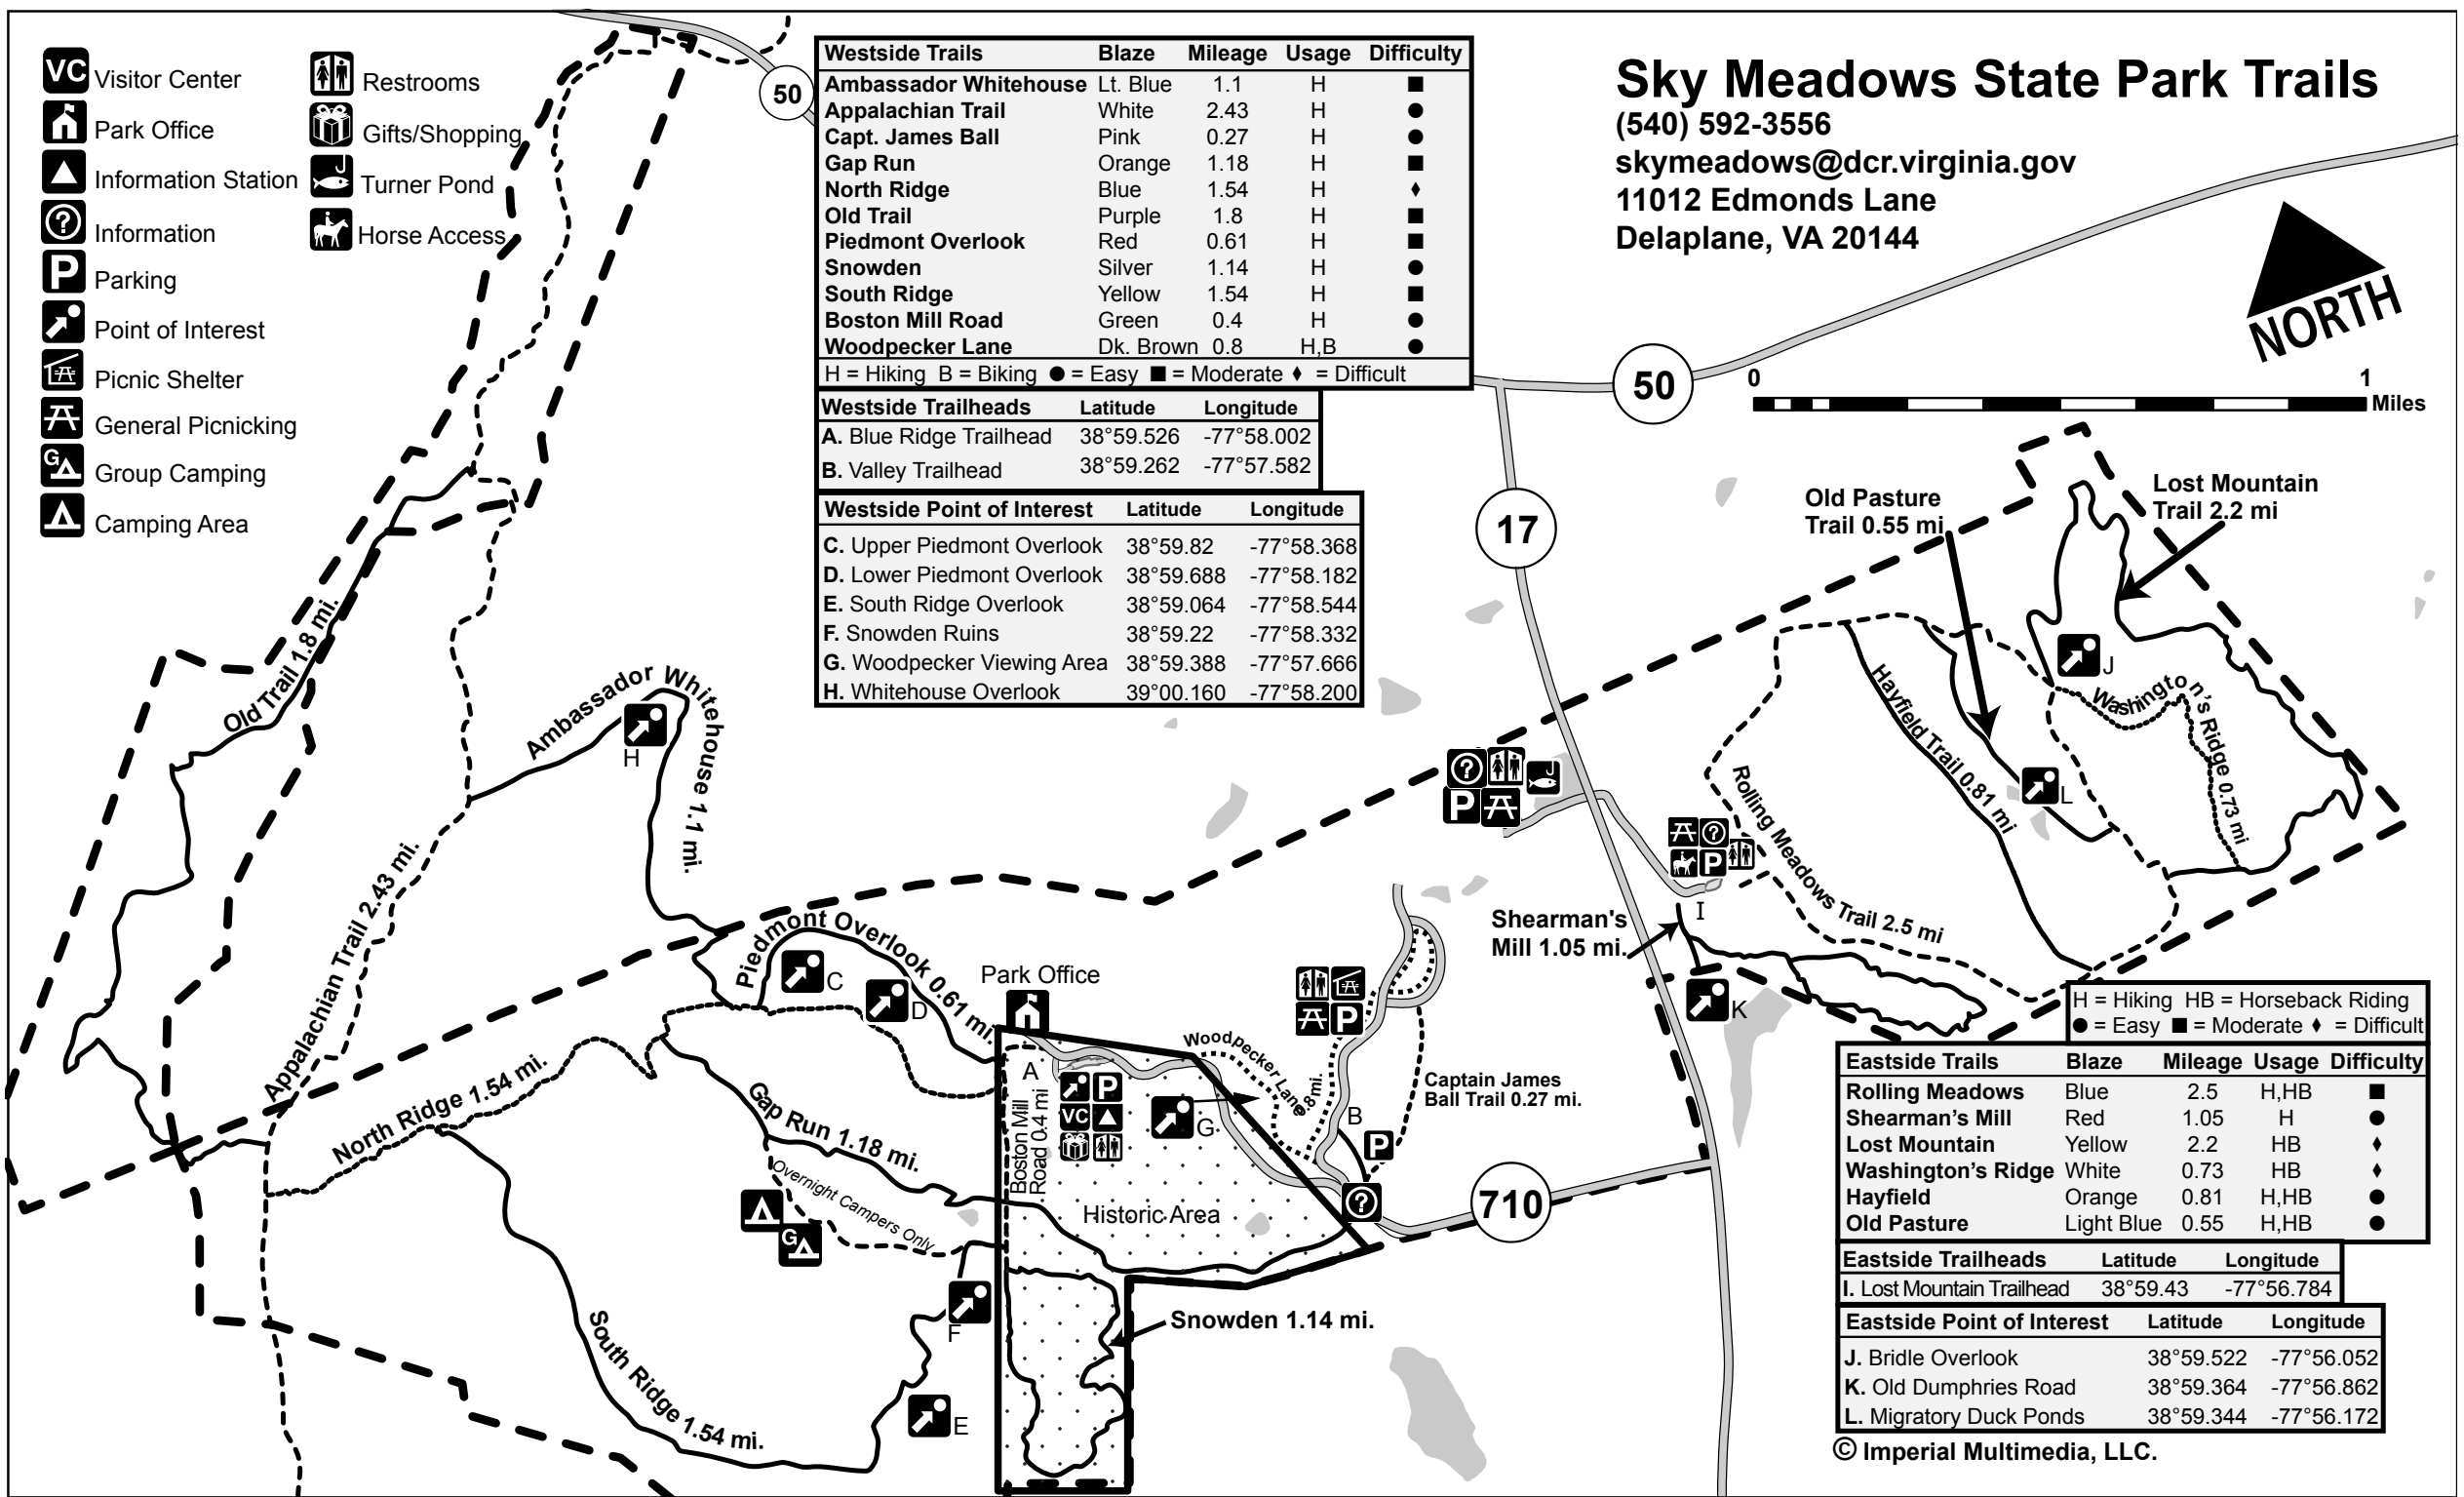 Sky Meadows State Park Trails
(540) 592-3556
skymeadows@dcr.virginia.gov
11012 Edmonds Lane
Delaplane, VA 20144
NORTH
0 1
Miles
VC Visitor Center
Park Office
Information Station
? Information
P Parking
Point of Interest
Picnic Shelter
General Picnicking
G Group Camping
Camping Area
Restrooms
Gifts/Shopping
Turner Pond
Horse Access
50
Westside Trails Blaze Mileage Usage Difficulty
Ambassador Whitehouse Lt. Blue 1.1 H ■
Appalachian Trail White 2.43 H ●
Capt. James Ball Pink 0.27 H ●
Gap Run Orange 1.18 H ■
North Ridge Blue 1.54 H ♦
Old Trail Purple 1.8 H ■
Piedmont Overlook Red 0.61 H ■
Snowden Silver 1.14 H ●
South Ridge Yellow 1.54 H ■
Boston Mill Road Green 0.4 H ●
Woodpecker Lane Dk. Brown 0.8 H,B ●
H = Hiking B = Biking ● = Easy ■ = Moderate ♦ = Difficult
Westside Trailheads Latitude Longitude
A. Blue Ridge Trailhead 38°59.526 -77°58.002
B. Valley Trailhead 38°59.262 -77°57.582
Westside Point of Interest Latitude Longitude
C. Upper Piedmont Overlook 38°59.82 -77°58.368
D. Lower Piedmont Overlook 38°59.688 -77°58.182
E. South Ridge Overlook 38°59.064 -77°58.544
F. Snowden Ruins 38°59.22 -77°58.332
G. Woodpecker Viewing Area 38°59.388 -77°57.666
H. Whitehouse Overlook 39°00.160 -77°58.200
50
17
Old Pasture
Trail 0.55 mi
Lost Mountain
Trail 2.2 mi
J
Washington's Ridge 0.73 mi
Hayfield Trail 0.81 mi
L
Rolling Meadows Trail 2.5 mi
? P
? P
I
Shearman's
Mill 1.05 mi.
K
Old Trail 1.8 mi.
Ambassador Whitehouse 1.1 mi.
H
Appalachian Trail 2.43 mi.
Piedmont Overlook 0.61 mi.
C
D
Park Office
North Ridge 1.54 mi.
Gap Run 1.18 mi.
Overnight Campers Only
G
A
Boston Mill
Road 0.4 mi
P
VC
G
Woodpecker Lane 0.8mi.
P
B
P
Captain James
Ball Trail 0.27 mi.
?
710
Historic Area
F
E
South Ridge 1.54 mi.
Snowden 1.14 mi.
H = Hiking HB = Horseback Riding
● = Easy ■ = Moderate ♦ = Difficult
Eastside Trails Blaze Mileage Usage Difficulty
Rolling Meadows Blue 2.5 H,HB ■
Shearman's Mill Red 1.05 H ●
Lost Mountain Yellow 2.2 HB ♦
Washington's Ridge White 0.73 HB ♦
Hayfield Orange 0.81 H,HB ●
Old Pasture Light Blue 0.55 H,HB ●
Eastside Trailheads Latitude Longitude
I. Lost Mountain Trailhead 38°59.43 -77°56.784
Eastside Point of Interest Latitude Longitude
J. Bridle Overlook 38°59.522 -77°56.052
K. Old Dumphries Road 38°59.364 -77°56.862
L. Migratory Duck Ponds 38°59.344 -77°56.172
© Imperial Multimedia, LLC.